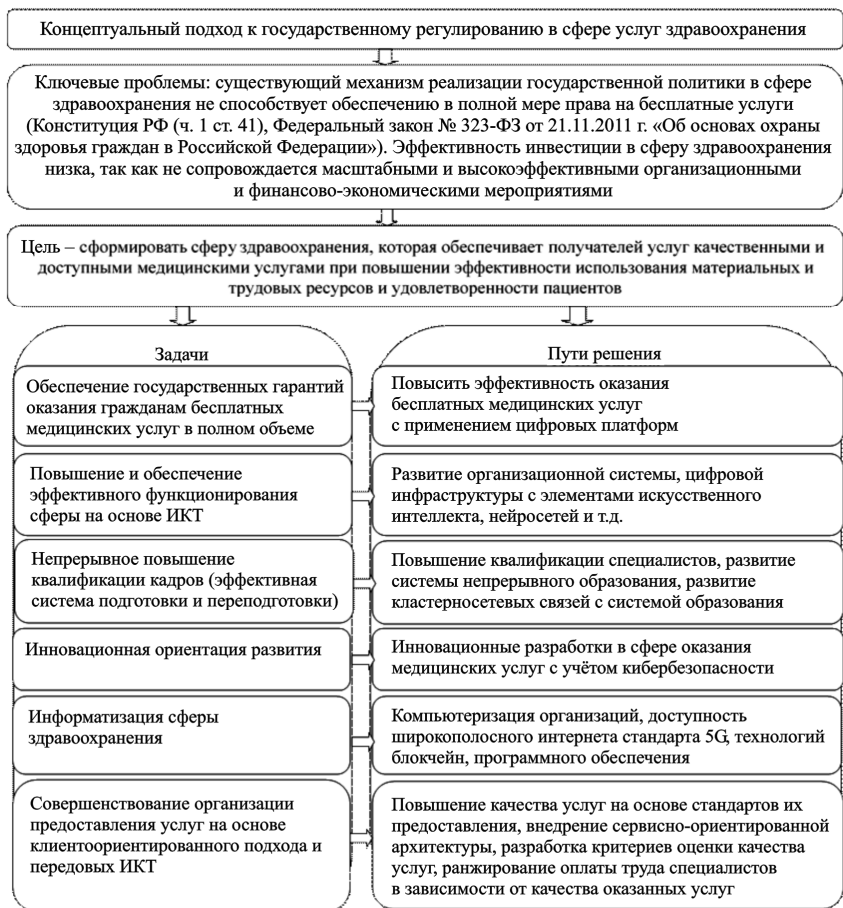 Концептуальный подход к государственному регулированию в сфере услуг здравоохранения
Ключевые проблемы: существующий механизм реализации государственной политики в сфере
здравоохранения не способствует обеспечению в полной мере права на бесплатные услуги
(Конституция РФ (ч. 1 ст. 41), Федеральный закон № 323-ФЗ от 21.11.2011 г. «Об основах охраны
здоровья граждан в Российской Федерации»). Эффективность инвестиции в сферу здравоохранения
низка, так как не сопровождается масштабными и высокоэффективными организационными
и финансово-экономическими мероприятиями
Цель – сформировать сферу здравоохранения, которая обеспечивает получателей услуг качественными и
доступными медицинскими услугами при повышении эффективности использования материальных и
трудовых ресурсов и удовлетворенности пациентов
Задачи
Пути решения
Обеспечение государственных гарантий
оказания гражданам бесплатных
медицинских услуг в полном объеме
Повысить эффективность оказания
бесплатных медицинских услуг
с применением цифровых платформ
Повышение и обеспечение
эффективного функционирования
сферы на основе ИКТ
Развитие организационной системы, цифровой
инфраструктуры с элементами искусственного
интеллекта, нейросетей и т.д.
Непрерывное повышение
квалификации кадров (эффективная
система подготовки и переподготовки)
Повышение квалификации специалистов, развитие
системы непрерывного образования, развитие
кластерносетевых связей с системой образования
Инновационная ориентация развития
Инновационные разработки в сфере оказания
медицинских услуг с учётом кибербезопасности
Информатизация сферы
здравоохранения
Компьютеризация организаций, доступность
широкополосного интернета стандарта 5G, технологий
блокчейн, программного обеспечения
Совершенствование организации
предоставления услуг на основе
клиентоориентированного подхода и
передовых ИКТ
Повышение качества услуг на основе стандартов их
предоставления, внедрение сервисно-ориентированной
архитектуры, разработка критериев оценки качества
услуг, ранжирование оплаты труда специалистов
в зависимости от качества оказанных услуг